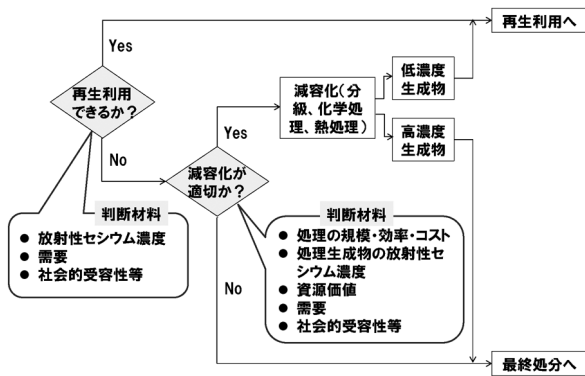 再生利用へ
Yes
低濃度
生成物
減容化(分
級、化学処
理、熱処理)
再生利用
できるか?
高濃度
生成物
Yes
No
減容化が
適切か?
判断材料
● 放射性セシウム濃度
● 需要
● 社会的受容性等
判断材料
● 処理の規模・効率・コスト
● 処理生成物の放射性セ
シウム濃度
● 資源価値
● 需要
● 社会的受容性等
No
最終処分へ